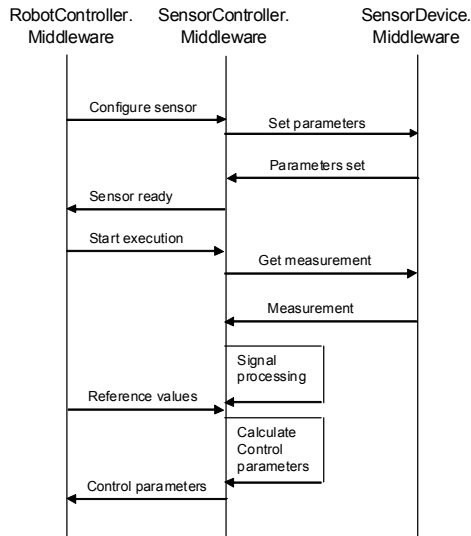 RobotController. SensorController. SensorDevice.
Middleware Middleware Middleware
Configure sensor
Set parameters
Parameters set
Sensor ready
Start execution
Get measurement
Measurement
Signal
processing
Reference values
Calculate
Control
parameters
Control parameters